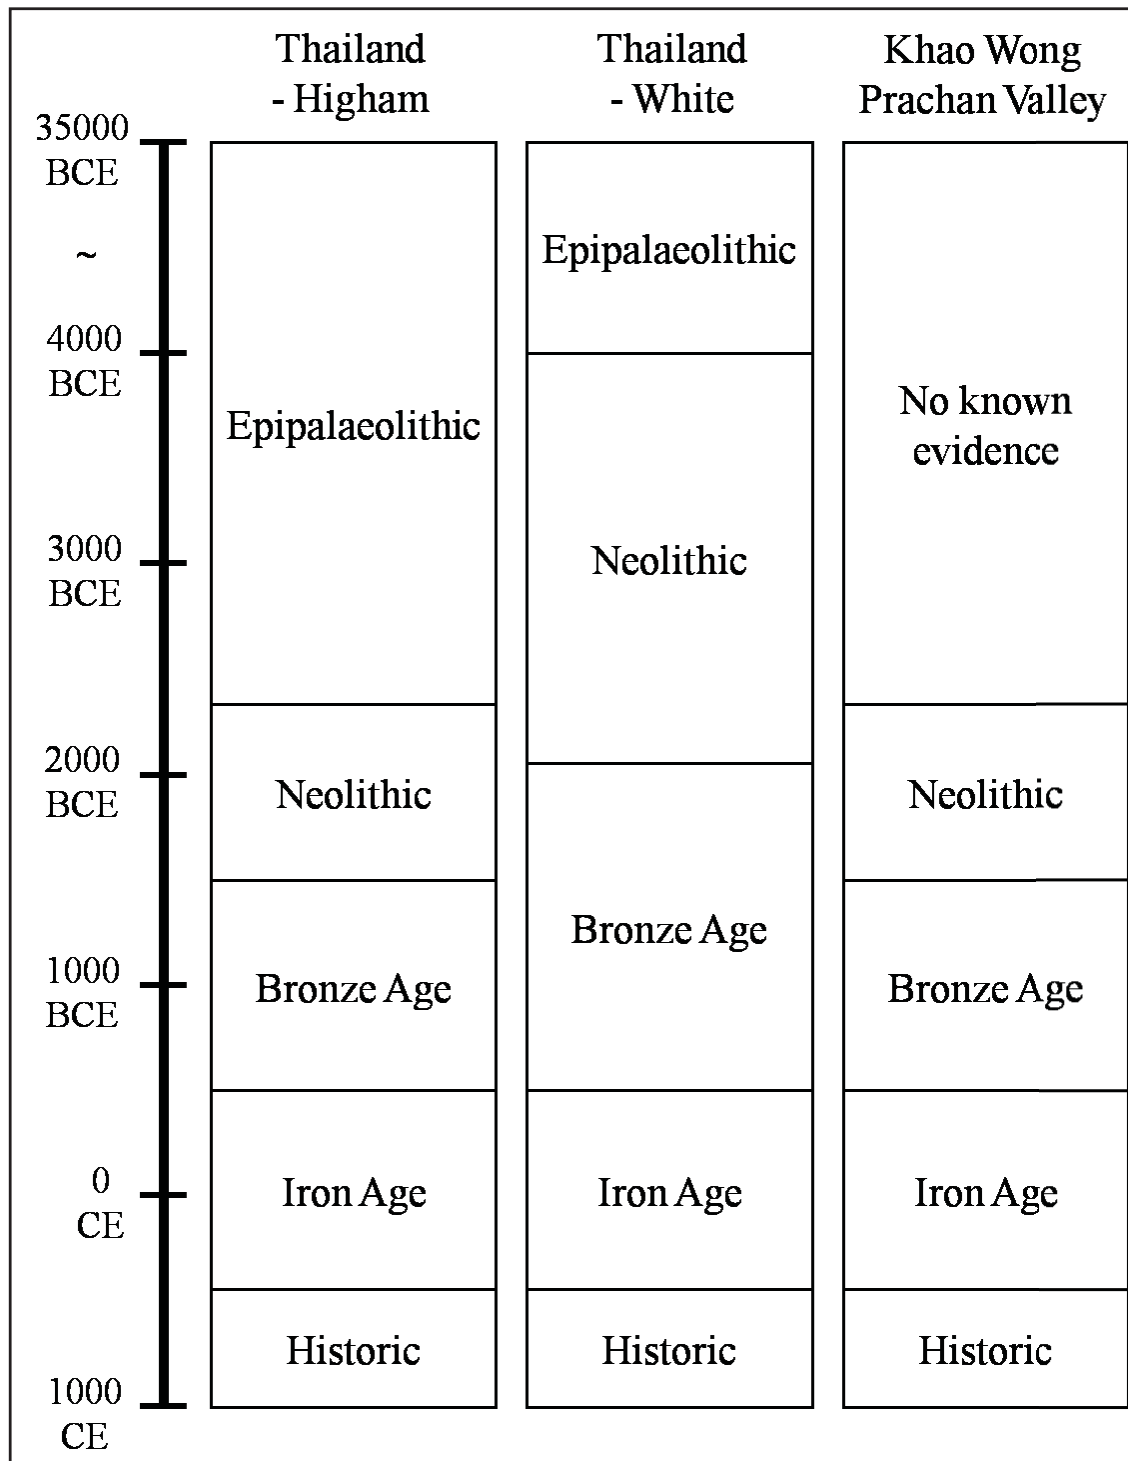 Thailand
- Higham
Thailand
- White
Khao Wong
Prachan Valley
35000
BCE
~
4000
BCE
3000
BCE
2000
BCE
1000
BCE
0
CE
1000
CE
Epipalaeolithic
Neolithic
Bronze Age
Iron Age
Historic
Epipalaeolithic
Neolithic
Bronze Age
Iron Age
Historic
No known
evidence
Neolithic
Bronze Age
Iron Age
Historic